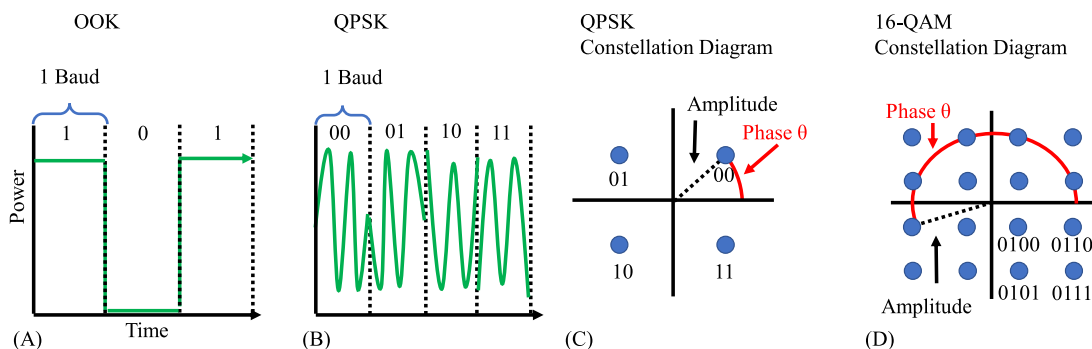 OOK
1 Baud
1 0 1
Power
Time
(A)
QPSK
1 Baud
00 01 10 11
(B)
QPSK
Constellation Diagram
Amplitude
Phase θ
01 00
10 11
(C)
16-QAM
Constellation Diagram
Phase θ
0100 0110
0101 0111
Amplitude
(D)